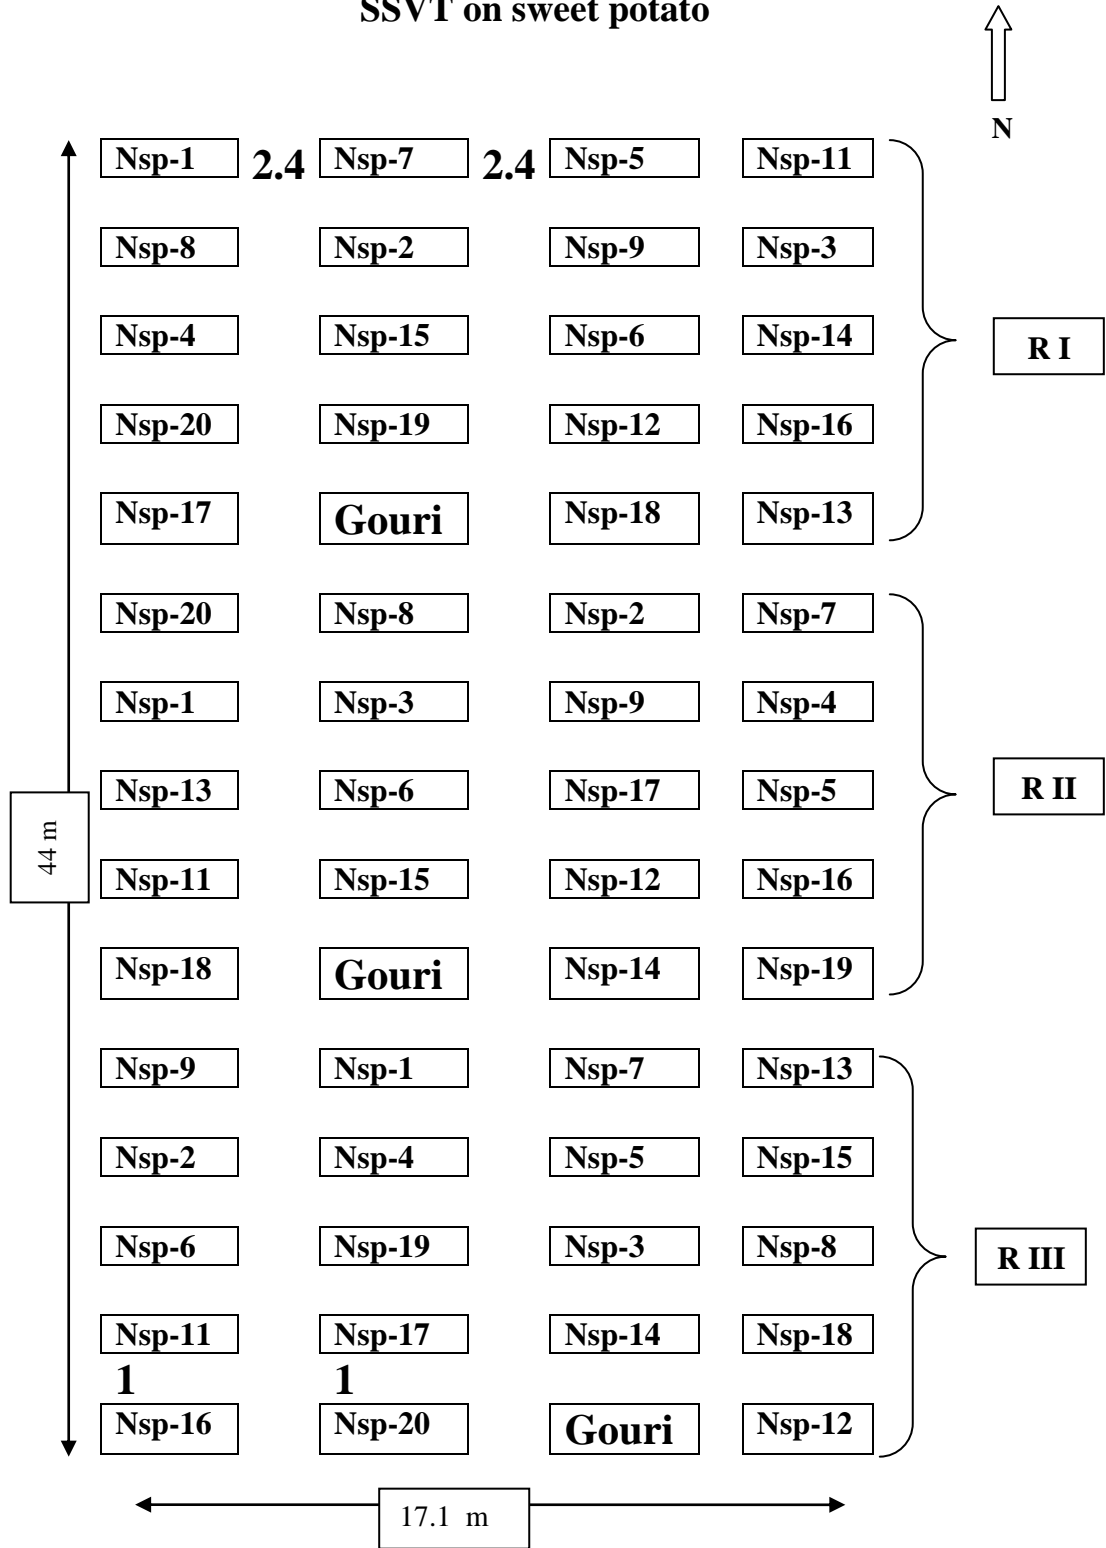 SSVT on sweet potato
N
Nsp-1 2.4 Nsp-7 2.4 Nsp-5 Nsp-11
Nsp-8 Nsp-2 Nsp-9 Nsp-3
Nsp-4 Nsp-15 Nsp-6 Nsp-14
R I
Nsp-20 Nsp-19 Nsp-12 Nsp-16
Nsp-17 Gouri Nsp-18 Nsp-13
Nsp-20 Nsp-8 Nsp-2 Nsp-7
Nsp-1 Nsp-3 Nsp-9 Nsp-4
Nsp-13 Nsp-6 Nsp-17 Nsp-5
R II
44 m
Nsp-11 Nsp-15 Nsp-12 Nsp-16
Nsp-18 Gouri Nsp-14 Nsp-19
Nsp-9 Nsp-1 Nsp-7 Nsp-13
Nsp-2 Nsp-4 Nsp-5 Nsp-15
Nsp-6 Nsp-19 Nsp-3 Nsp-8
R III
Nsp-11 Nsp-17 Nsp-14 Nsp-18
1 1
Nsp-16 Nsp-20 Gouri Nsp-12
17.1 m